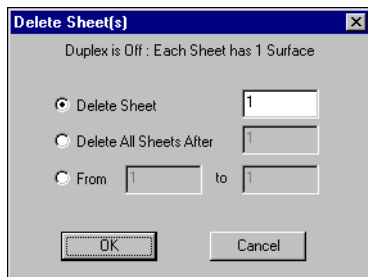 Delete Sheet(s)
Duplex is Off : Each Sheet has 1 Surface
Delete Sheet 1
Delete All Sheets After 1
From 1 to 1
OK Cancel